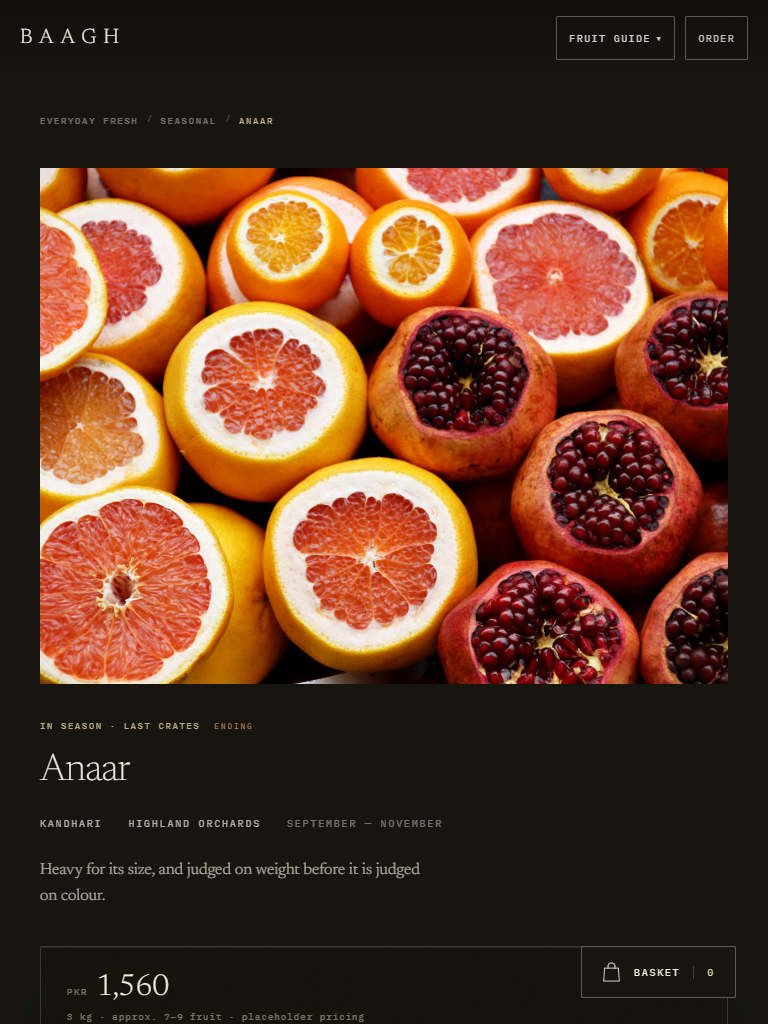 BAAGH
FRUIT GUIDE ▾
ORDER
EVERYDAY FRESH / SEASONAL / ANAAR
IN SEASON · LAST CRATES ENDING
Anaar
KANDHARI HIGHLAND ORCHARDS SEPTEMBER — NOVEMBER
Heavy for its size, and judged on weight before it is judged
on colour.
PKR 1,560
3 kg · approx. 7–9 fruit · placeholder pricing
BASKET 0